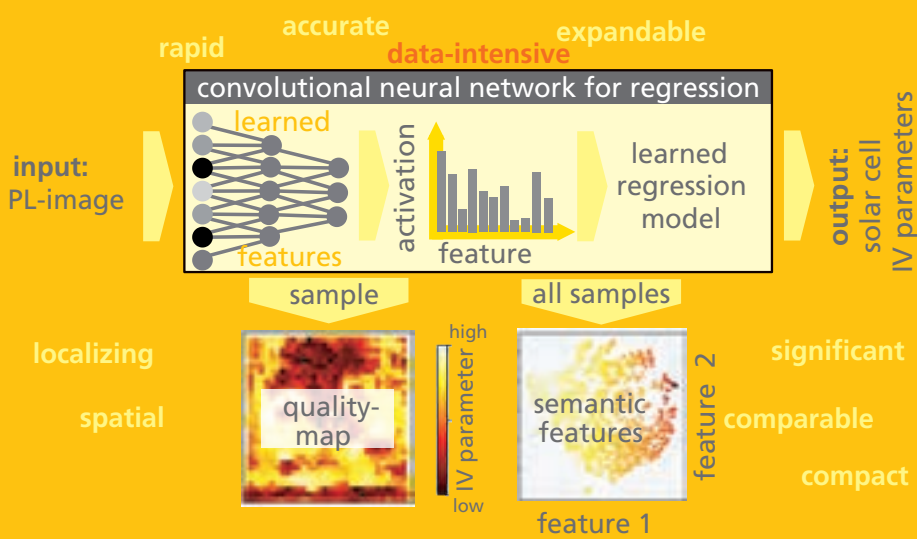 accurate
rapid
expandable
data-intensive
convolutional neural network for regression
input:
PL-image
learned
features
activation
feature
learned
regression
model
output:
solar cell
IV parameters
sample
all samples
localizing
spatial
quality-
map
high
IV parameter
low
semantic
features
feature 2
feature 1
significant
comparable
compact